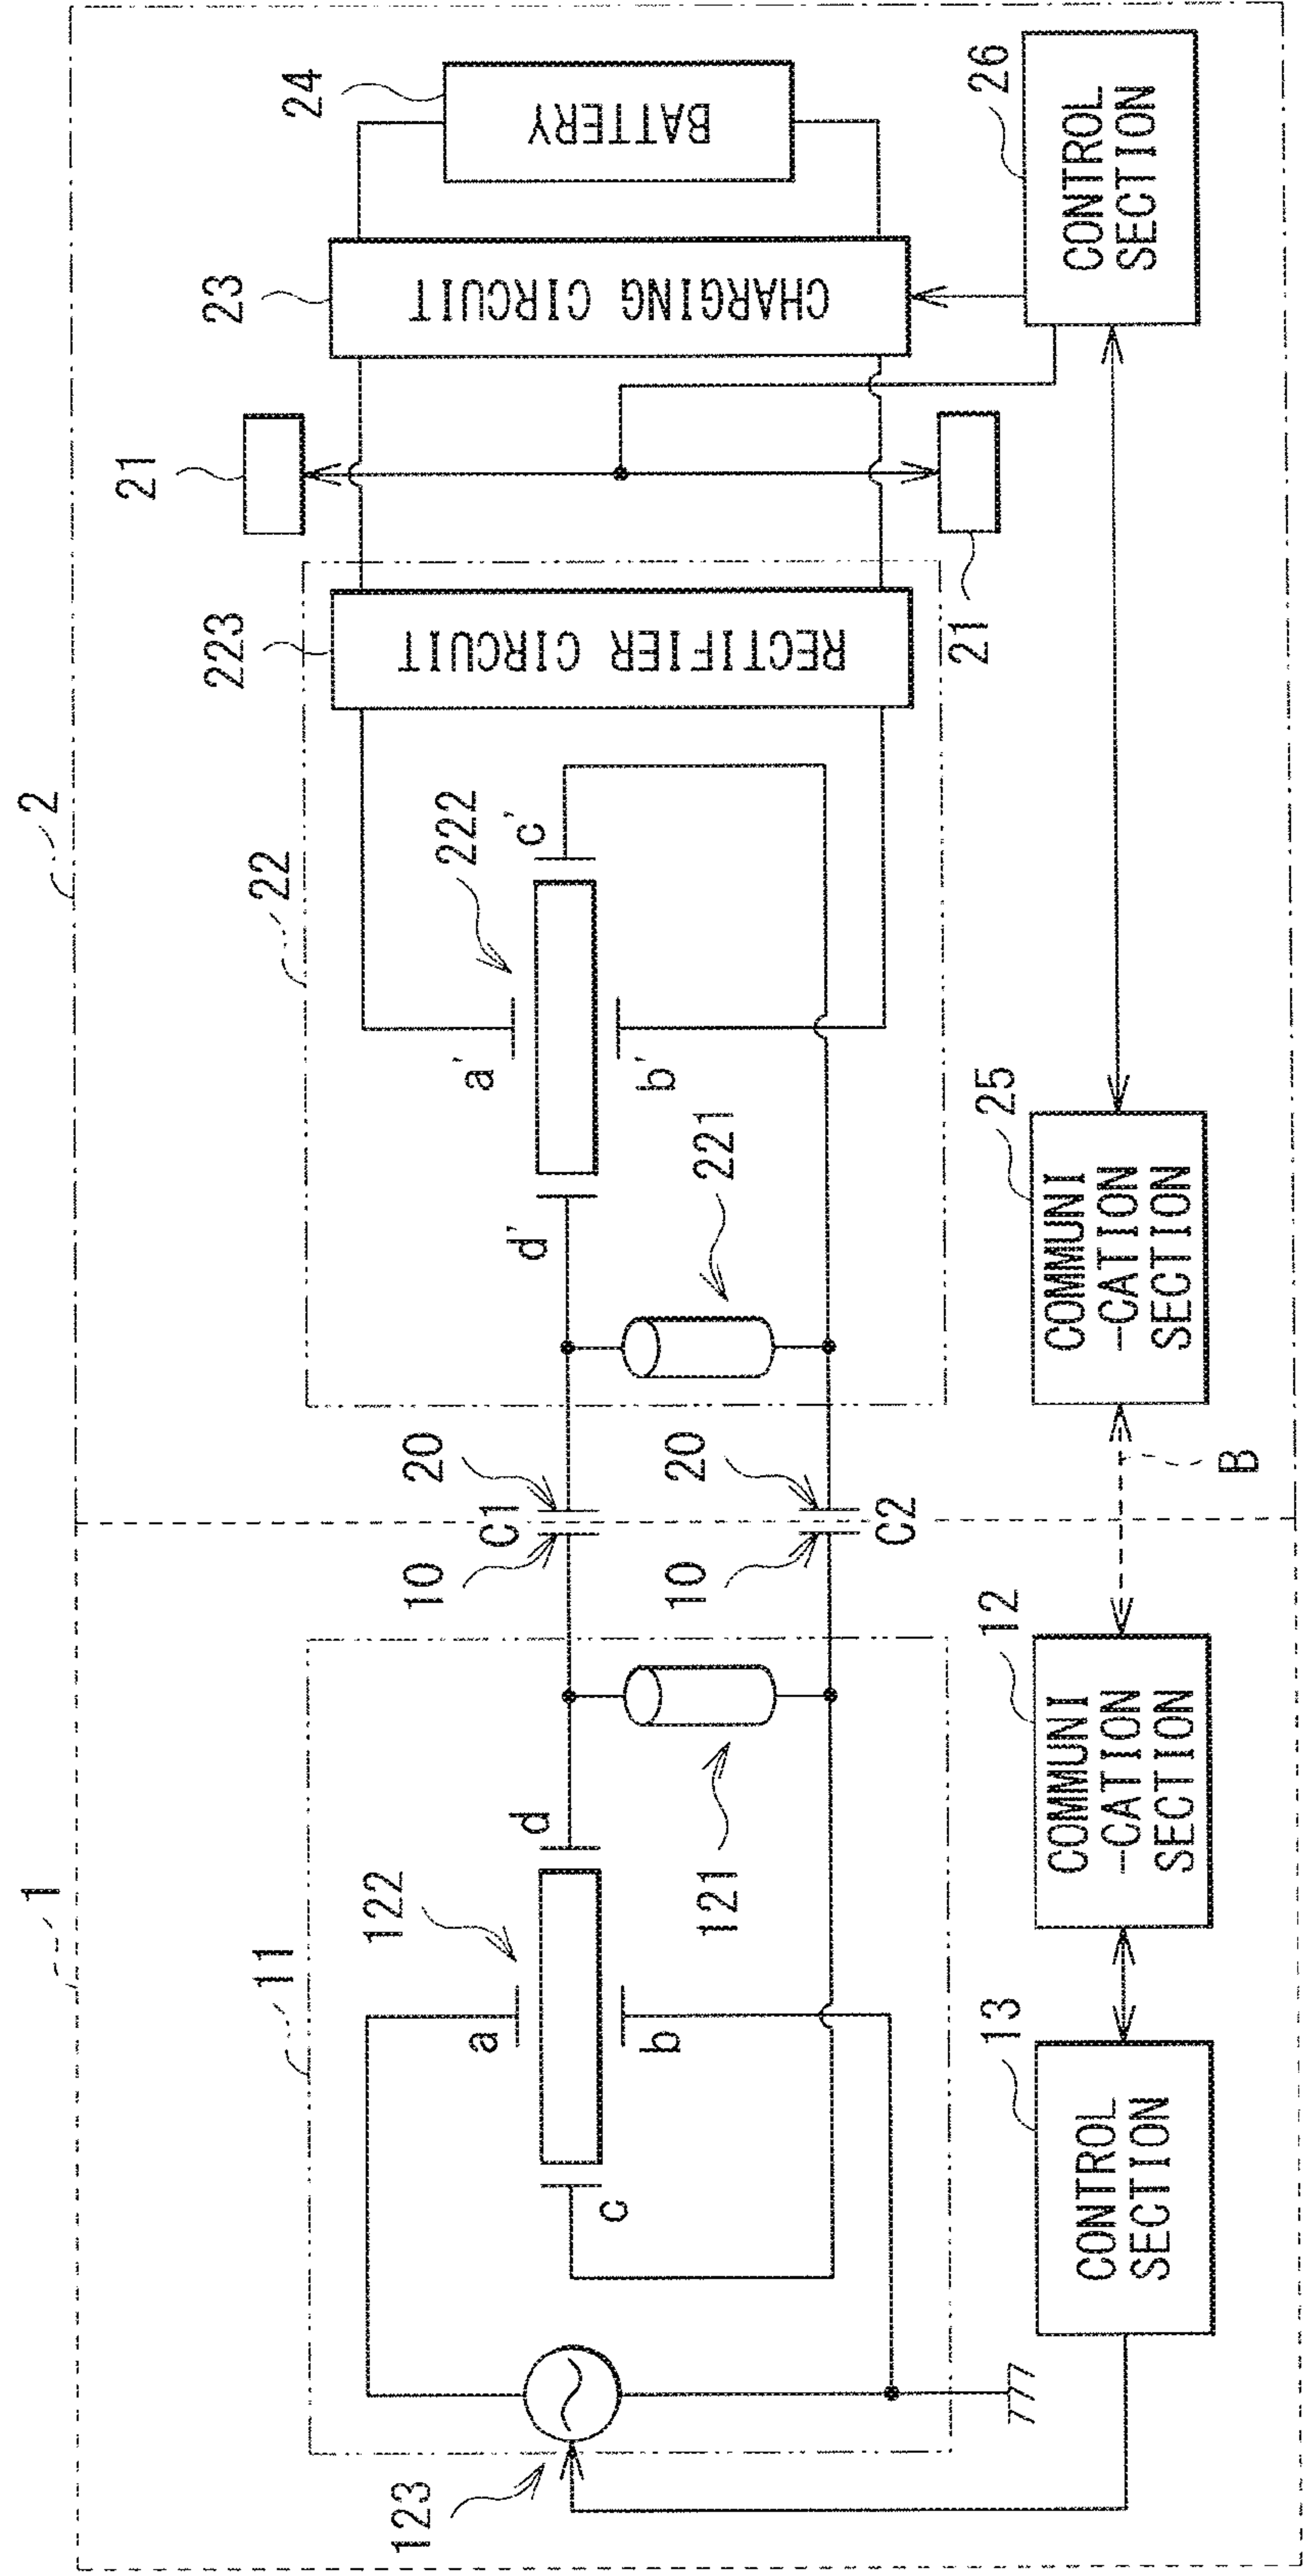 1
2
11
22
123
122
a
b
c
d
121
10
C1
20
10
C2
20
221
222
a'
b'
c'
d'
223
RECTIFIER CIRCUIT
21
21
23
CHARGING CIRCUIT
24
BATTERY
13
CONTROL
SECTION
12
COMMUNI
-CATION
SECTION
B
25
COMMUNI
-CATION
SECTION
26
CONTROL
SECTION